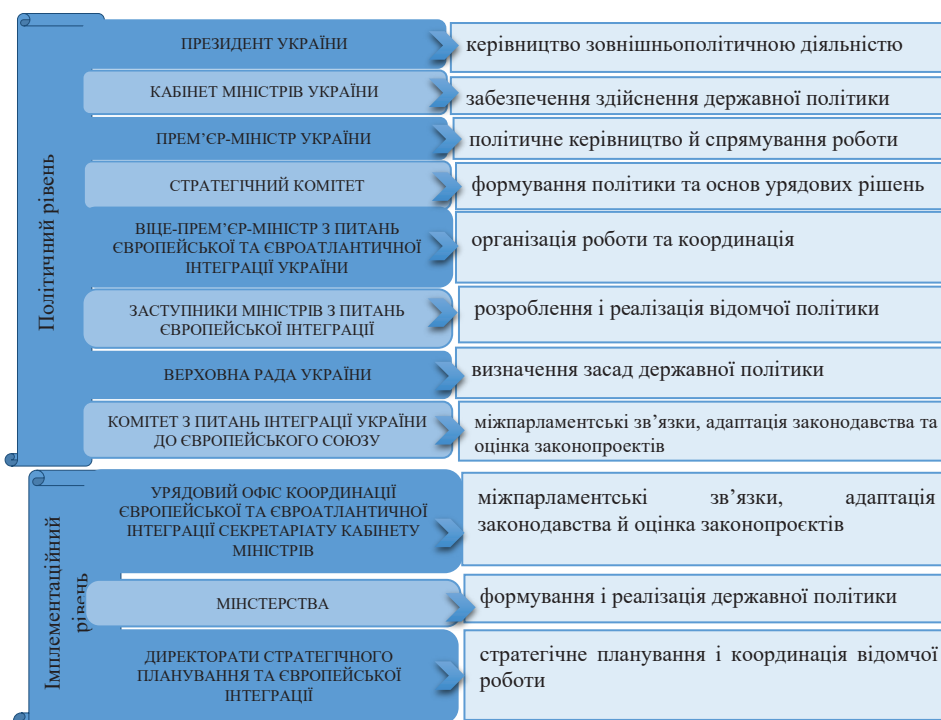 Політичний рівень
ПРЕЗИДЕНТ УКРАЇНИ
керівництво зовнішньополітичною діяльністю
КАБІНЕТ МІНІСТРІВ УКРАЇНИ
забезпечення здійснення державної політики
ПРЕМ’ЄР-МІНІСТР УКРАЇНИ
політичне керівництво й спрямування роботи
СТРАТЕГІЧНИЙ КОМІТЕТ
формування політики та основ урядових рішень
ВІЦЕ-ПРЕМ’ЄР-МІНІСТР З ПИТАНЬ
ЄВРОПЕЙСЬКОЇ ТА ЄВРОАТЛАНТИЧНОЇ
ІНТЕГРАЦІЇ УКРАЇНИ
організація роботи та координація
ЗАСТУПНИКИ МІНІСТРІВ З ПИТАНЬ
ЄВРОПЕЙСЬКОЇ ІНТЕГРАЦІЇ
розроблення і реалізація відомчої політики
ВЕРХОВНА РАДА УКРАЇНИ
визначення засад державної політики
КОМІТЕТ З ПИТАНЬ ІНТЕГРАЦІЇ УКРАЇНИ
ДО ЄВРОПЕЙСЬКОГО СОЮЗУ
міжпарламентські зв’язки, адаптація законодавства та
оцінка законопроектів
Імплементаційний
рівень
УРЯДОВИЙ ОФІС КООРДИНАЦІЇ
ЄВРОПЕЙСЬКОЇ ТА ЄВРОАТЛАНТИЧНОЇ
ІНТЕГРАЦІЇ СЕКРЕТАРІАТУ КАБІНЕТУ
МІНІСТРІВ
міжпарламентські зв’язки, адаптація
законодавства й оцінка законопроєктів
МІНСТЕРСТВА
формування і реалізація державної політики
ДИРЕКТОРАТИ СТРАТЕГІЧНОГО
ПЛАНУВАННЯ ТА ЄВРОПЕЙСЬКОЇ
ІНТЕГРАЦІЇ
стратегічне планування і координація відомчої
роботи